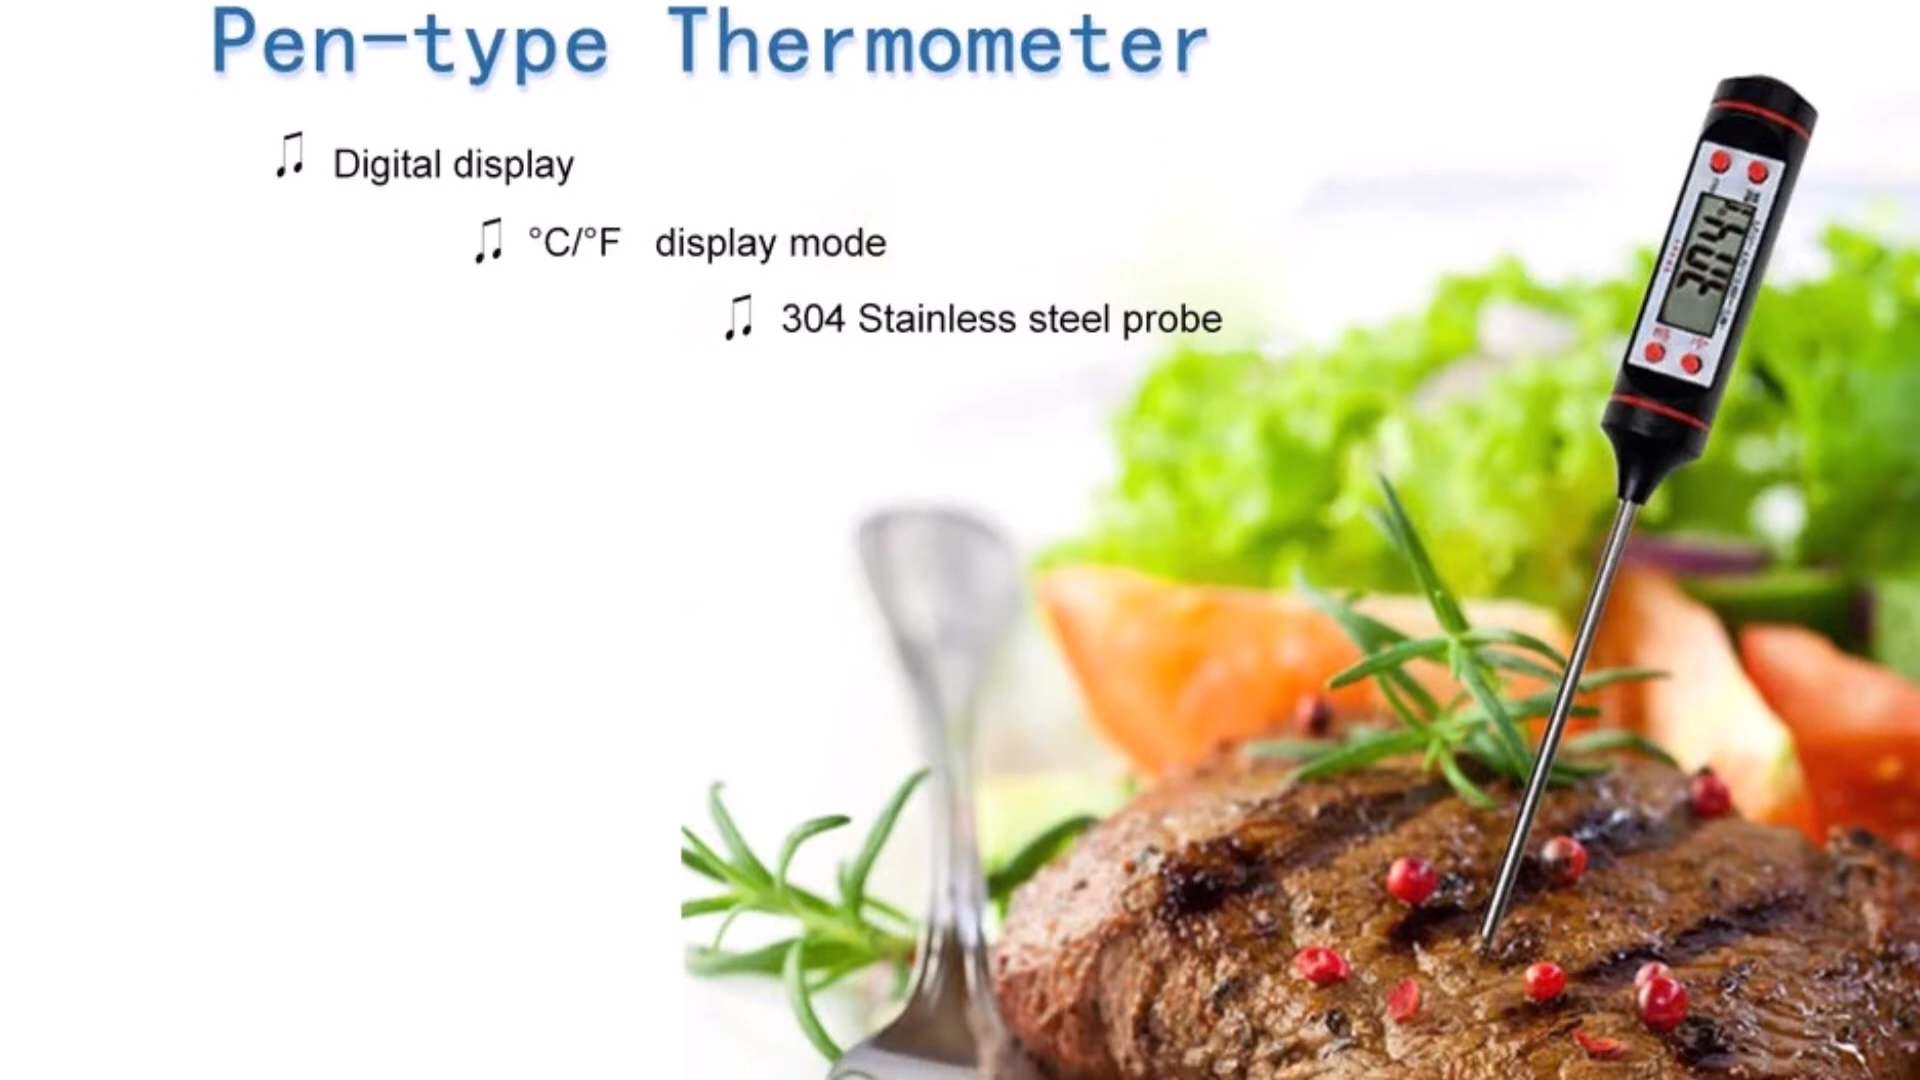 Pen-type Thermometer
♫ Digital display
♫ °C/°F display mode
♫ 304 Stainless steel probe